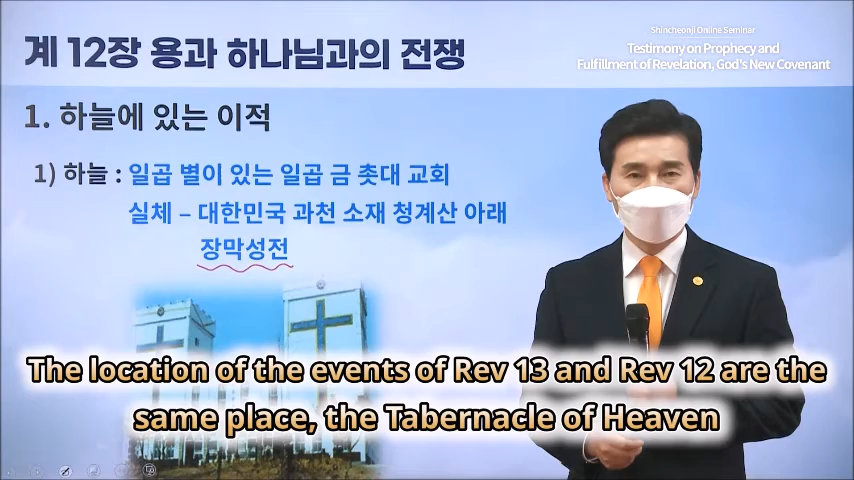 Shincheonji Online Seminar
Testimony on Prophecy and
Fulfillment of Revelation, God's New Covenant
계 12장 용과 하나님과의 전쟁
1. 하늘에 있는 이적
1) 하늘 : 일곱 별이 있는 일곱 금 촛대 교회
실체 – 대한민국 과천 소재 청계산 아래
장막성전
The location of the events of Rev 13 and Rev 12 are the
same place, the Tabernacle of Heaven